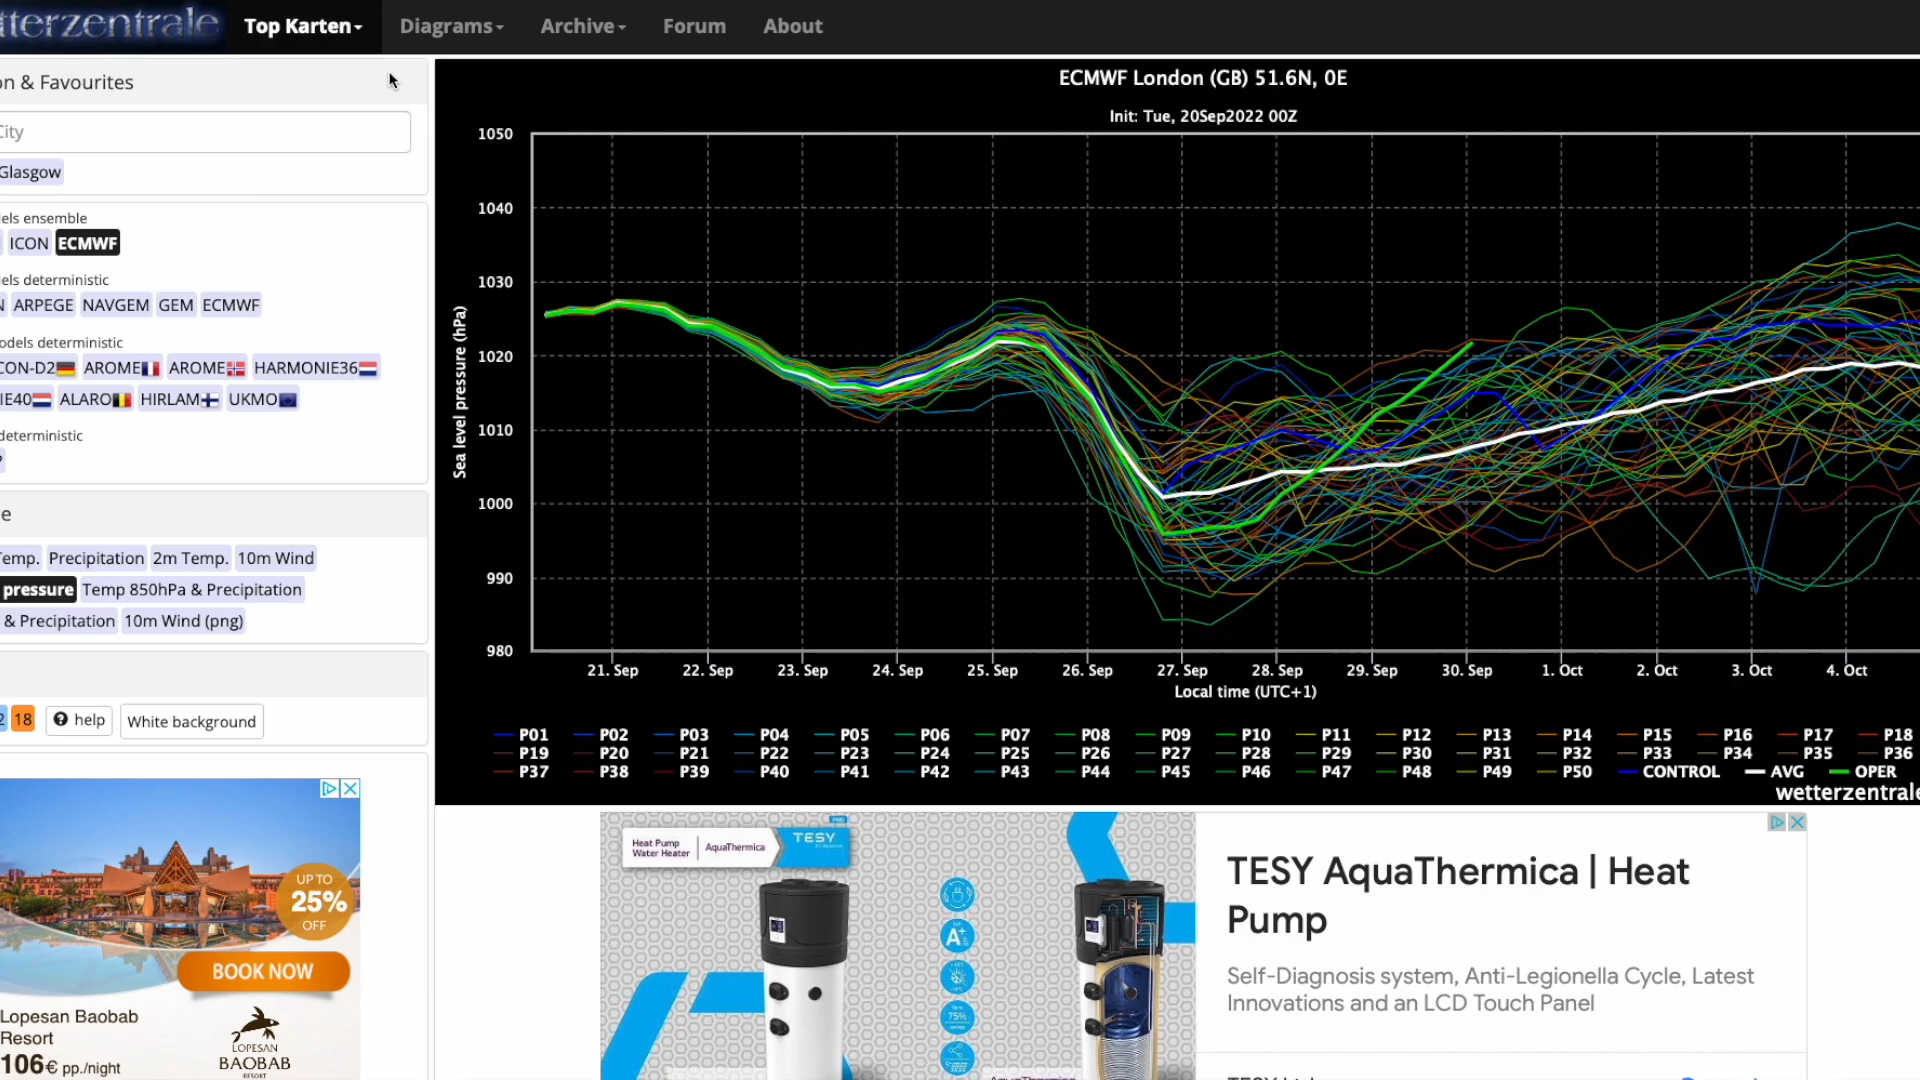 tterzentrale
Top Karten
Diagrams
Archive
Forum
About
on & Favourites
City
Glasgow
els ensemble
ICON ECMWF
els deterministic
N ARPEGE NAVGEM GEM ECMWF
odels deterministic
CON-D2 AROME AROME HARMONIE36
IE40 ALARO HIRLAM UKMO
deterministic
e
Temp. Precipitation 2m Temp. 10m Wind
pressure Temp 850hPa & Precipitation
& Precipitation 10m Wind (png)
2 18 help White background
ECMWF London (GB) 51.6N, 0E
Init: Tue, 20Sep2022 00Z
Sea level pressure (hPa)
1050
1040
1030
1020
1010
1000
990
980
21. Sep 22. Sep 23. Sep 24. Sep 25. Sep 26. Sep 27. Sep 28. Sep 29. Sep 30. Sep 1. Oct 2. Oct 3. Oct 4. Oct
Local time (UTC+1)
P01 P02 P03 P04 P05 P06 P07 P08 P09 P10 P11 P12 P13 P14 P15 P16 P17 P18
P19 P20 P21 P22 P23 P24 P25 P26 P27 P28 P29 P30 P31 P32 P33 P34 P35 P36
P37 P38 P39 P40 P41 P42 P43 P44 P45 P46 P47 P48 P49 P50 CONTROL AVG OPER
wetterzentrale
UP TO
25%
OFF
BOOK NOW
Lopesan Baobab
Resort
106€ pp./night
LOPESAN
BAOBAB
RESORT
Heat Pump
Water Heater
AquaThermica
TESY
A+
75%
AquaThermica
TESY AquaThermica | Heat
Pump
Self-Diagnosis system, Anti-Legionella Cycle, Latest
Innovations and an LCD Touch Panel